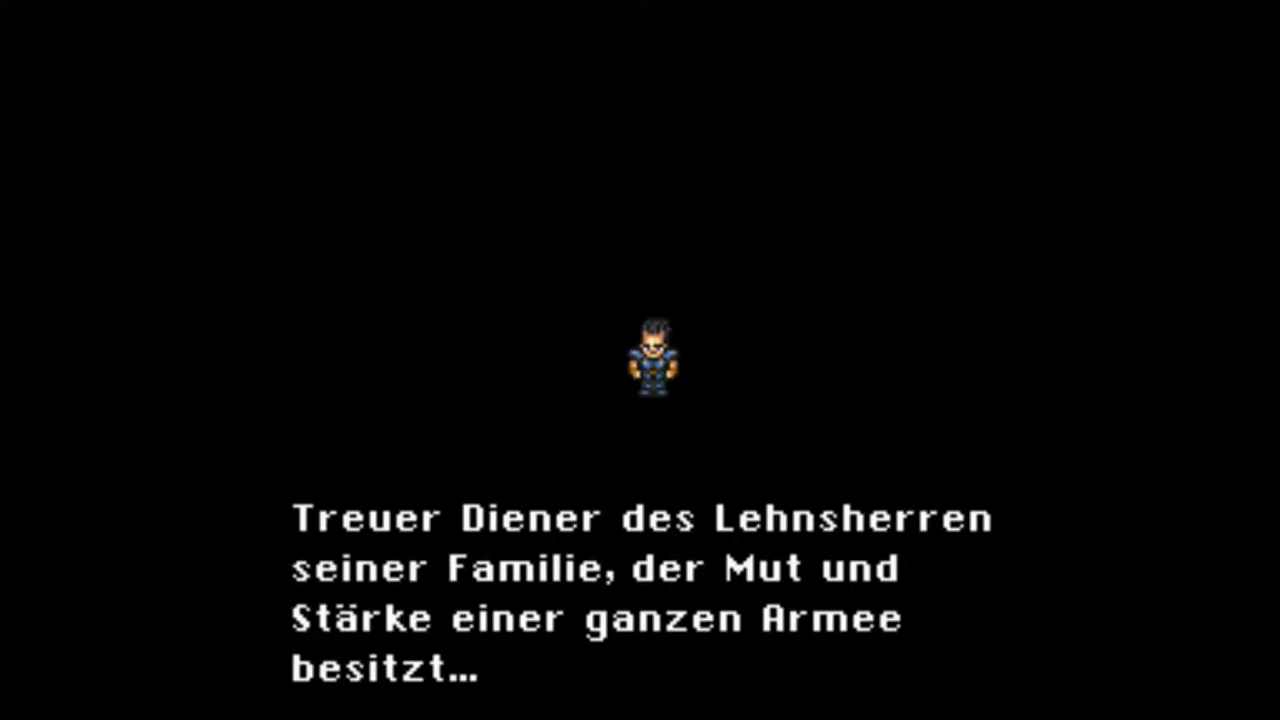 Treuer Diener des Lehnsherren
seiner Familie, der Mut und
Stärke einer ganzen Armee
besitzt...